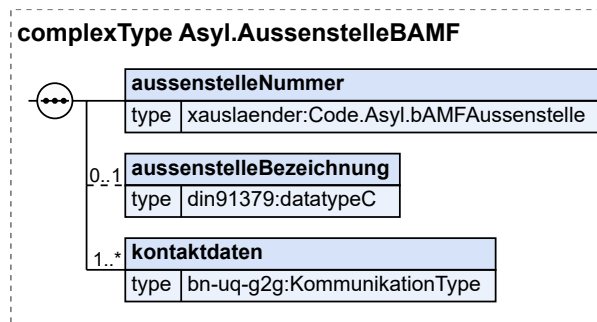 complexType Asyl.AussenstelleBAMF
aussenstelleNummer
type xauslaender:Code.Asyl.bAMFAussenstelle
0..1 aussenstelleBezeichnung
type din91379:datatypeC
1..* kontaktdaten
type bn-uq-g2g:KommunikationType